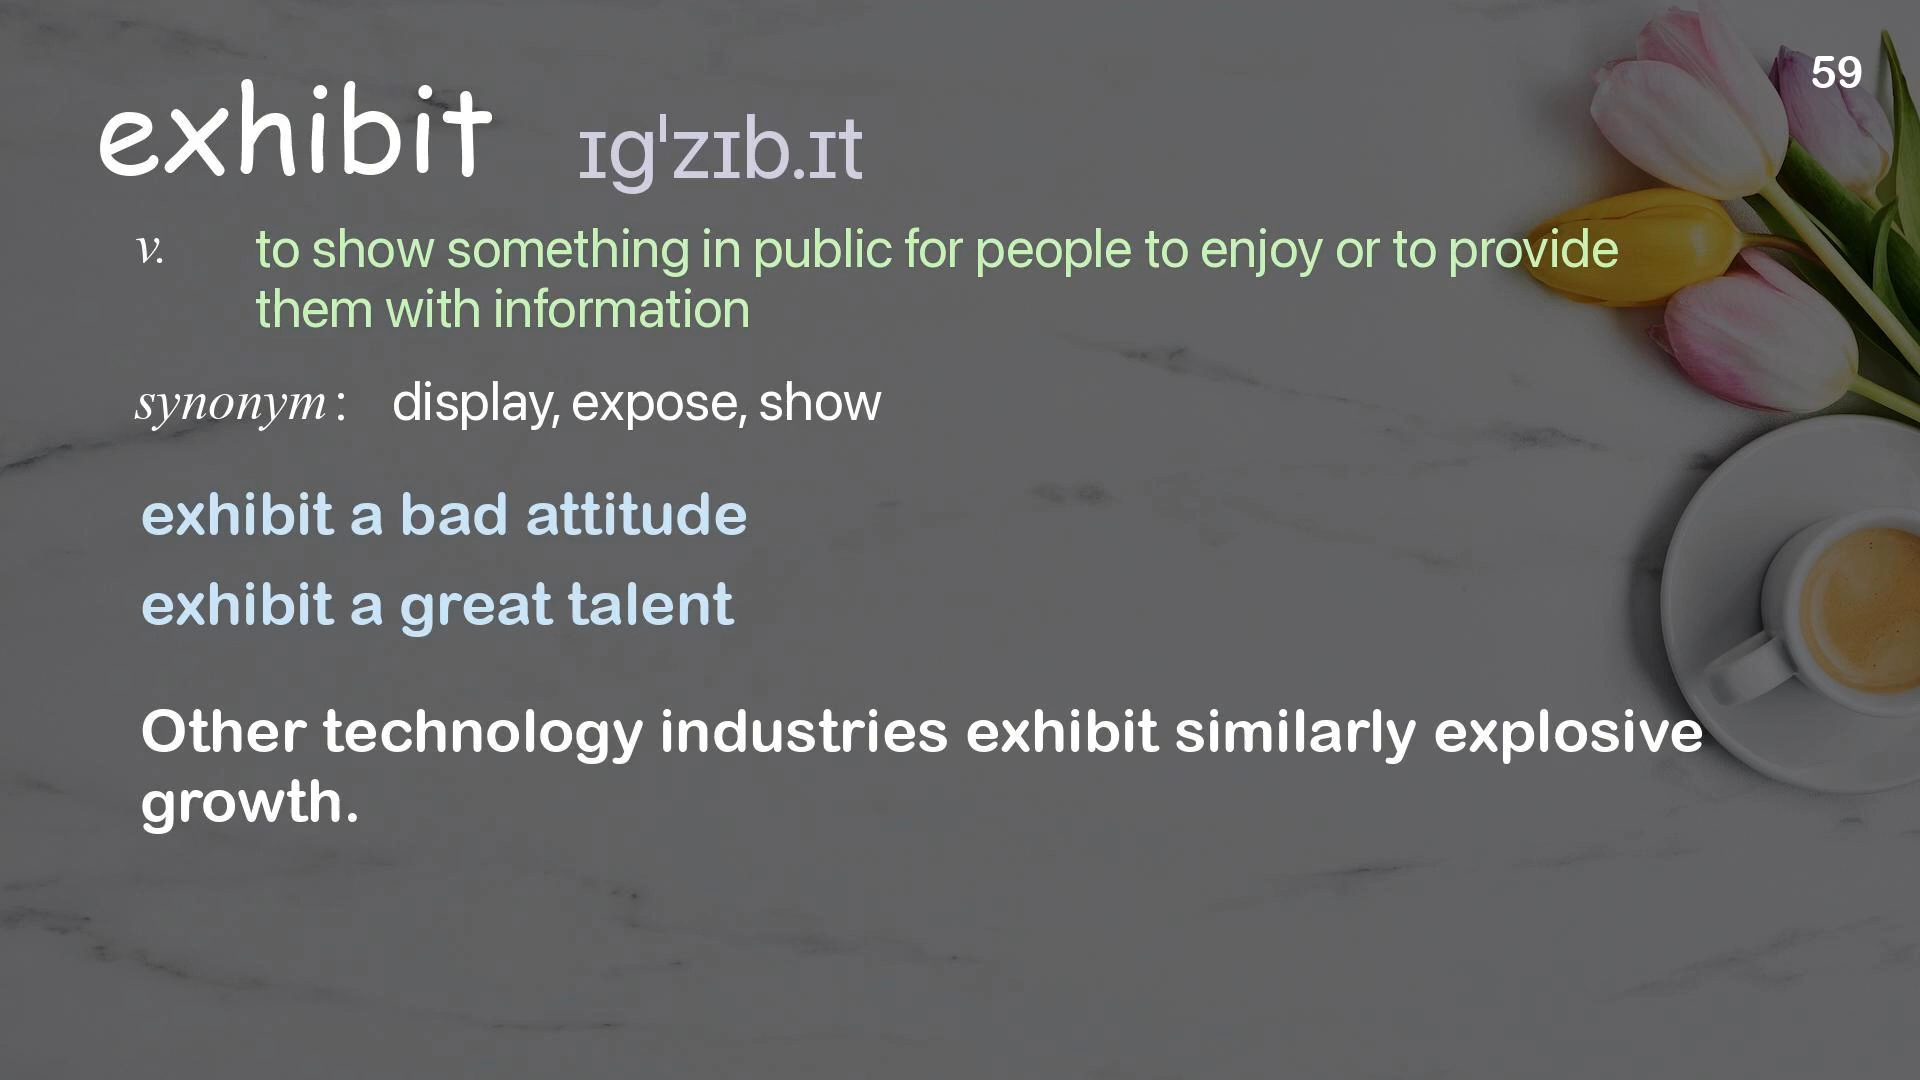 59
exhibit ɪgˈzɪb.ɪt
v. to show something in public for people to enjoy or to provide
them with information
synonym: display, expose, show
exhibit a bad attitude
exhibit a great talent
Other technology industries exhibit similarly explosive
growth.